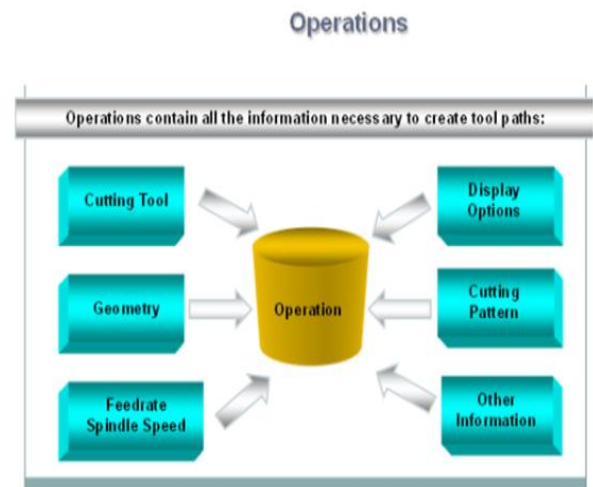 Operations
Operations contain all the information necessary to create tool paths:
Cutting Tool
Display
Options
Geometry
Operation
Cutting
Pattern
Feedrate
Spindle Speed
Other
Information